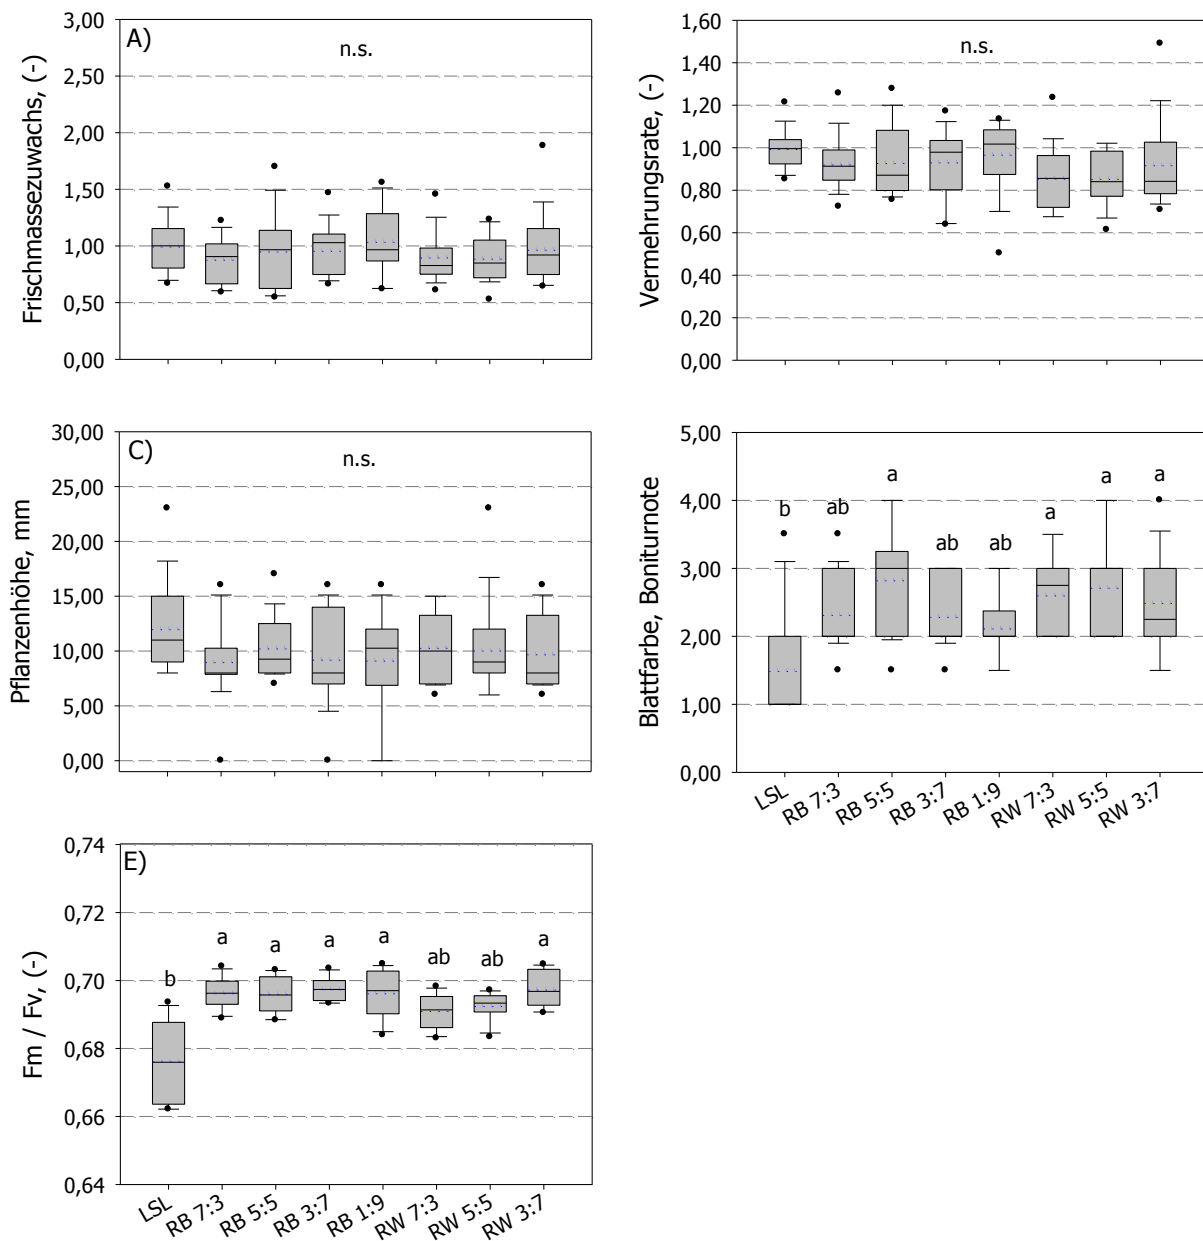 A)
n.s.
Frischmassezuwachs, (-)
3,00
2,50
2,00
1,50
1,00
0,50
0,00
n.s.
Vermehrungsrate, (-)
1,60
1,40
1,20
1,00
0,80
0,60
0,40
0,20
0,00
C)
n.s.
Pflanzenhöhe, mm
30,00
25,00
20,00
15,00
10,00
5,00
0,00
Blattfarbe, Boniturnote
5,00
4,00
3,00
2,00
1,00
0,00
b
ab
a
ab
ab
a
a
a
LSL
RB 7:3
RB 5:5
RB 3:7
RB 1:9
RW 7:3
RW 5:5
RW 3:7
E)
Fm / Fv, (-)
0,74
0,72
0,70
0,68
0,66
0,64
b
a
a
a
a
ab
ab
a
LSL
RB 7:3
RB 5:5
RB 3:7
RB 1:9
RW 7:3
RW 5:5
RW 3:7